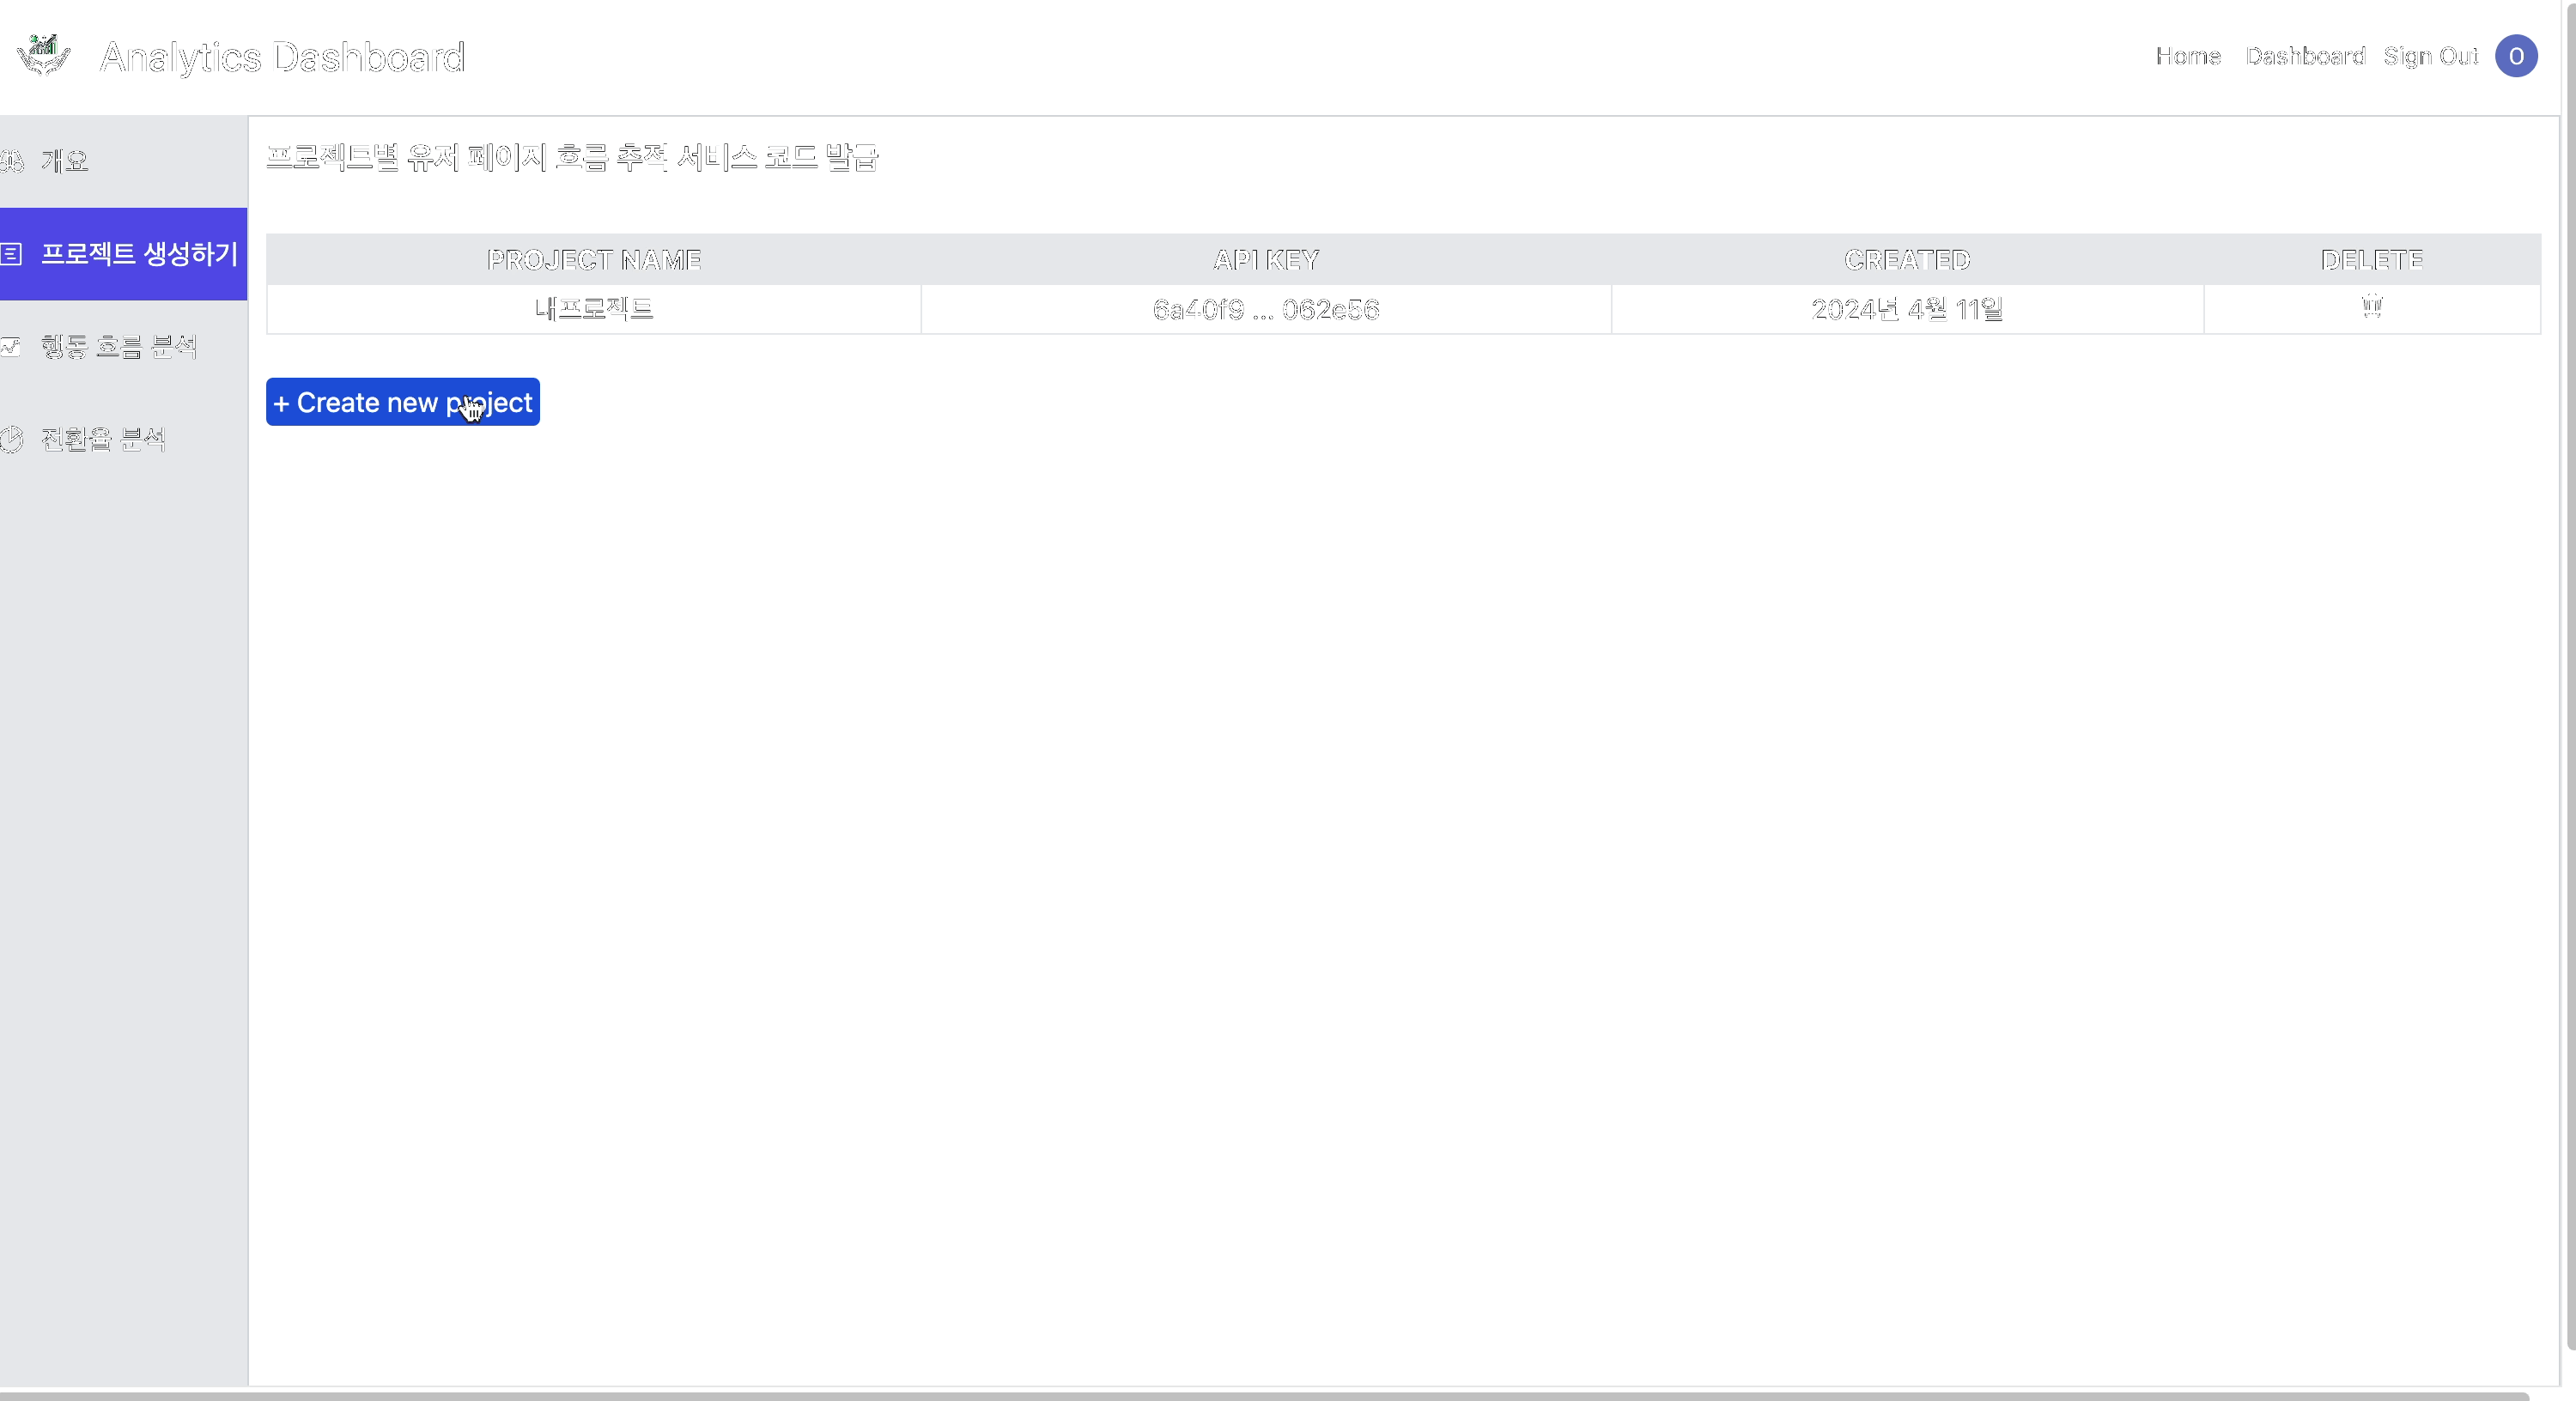 Analytics Dashboard
Home Dashboard Sign Out O
개요
프로젝트 생성하기
행동 흐름 분석
전환율 분석
프로젝트별 유저 페이지 흐름 추적 서비스 코드 발급
PROJECT NAME API KEY CREATED DELETE
내프로젝트 6a40f9 ... 062e56 2024년 4월 11일
+ Create new project